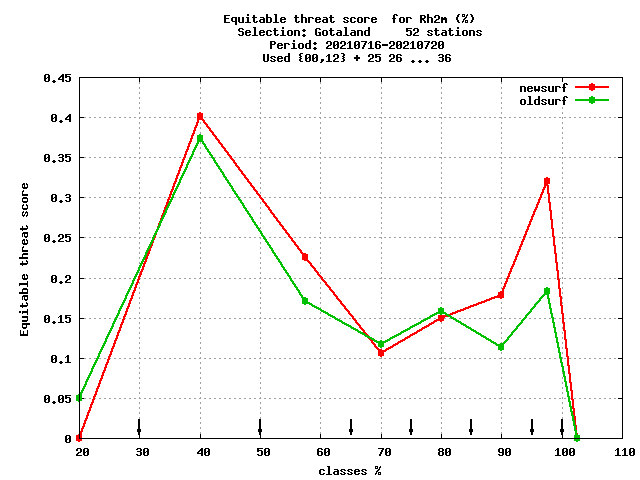 Equitable threat score  for Rh2m (%)
Selection: Gotaland     52 stations
Period: 20210716-20210720
Used {00,12} + 25 26 ... 36
newsurf
oldsurf
Equitable threat score
0.45
0.4
0.35
0.3
0.25
0.2
0.15
0.1
0.05
0
20 30 40 50 60 70 80 90 100 110
classes %